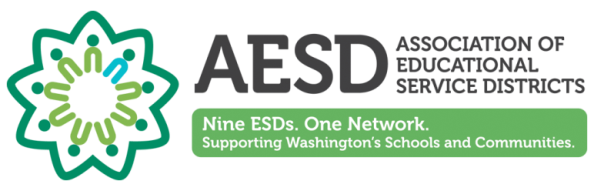 AESD
ASSOCIATION OF
EDUCATIONAL
SERVICE DISTRICTS
Nine ESDs. One Network.
Supporting Washington's Schools and Communities.